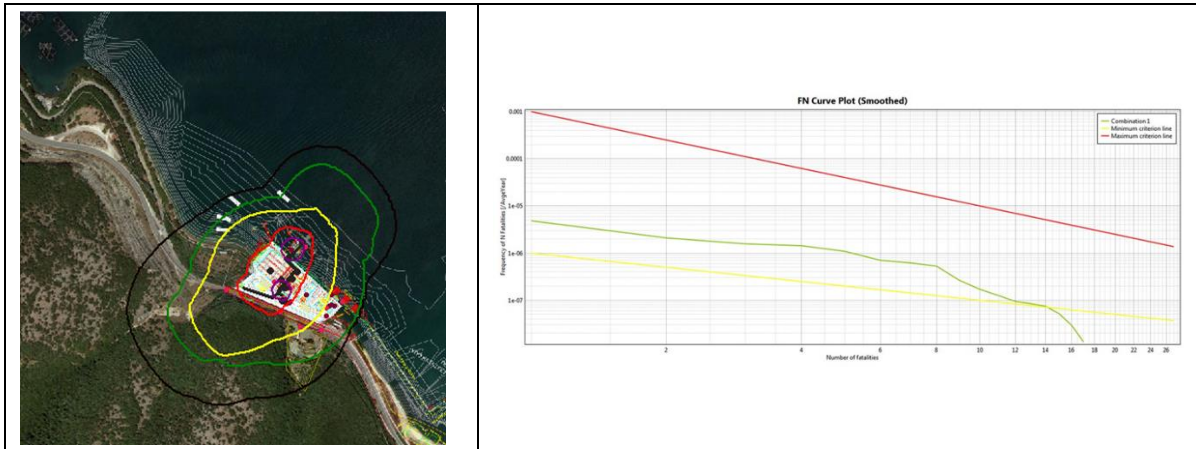 FN Curve Plot (Smoothed)
Combination 1
Minimum criterion line
Maximum criterion line
Frequency of N Fatalities [/AvgeYear]
0.001
0.0001
1e-05
1e-06
1e-07
2 4 6 8 10 12 14 16 18 20 22 24 26
Number of fatalities